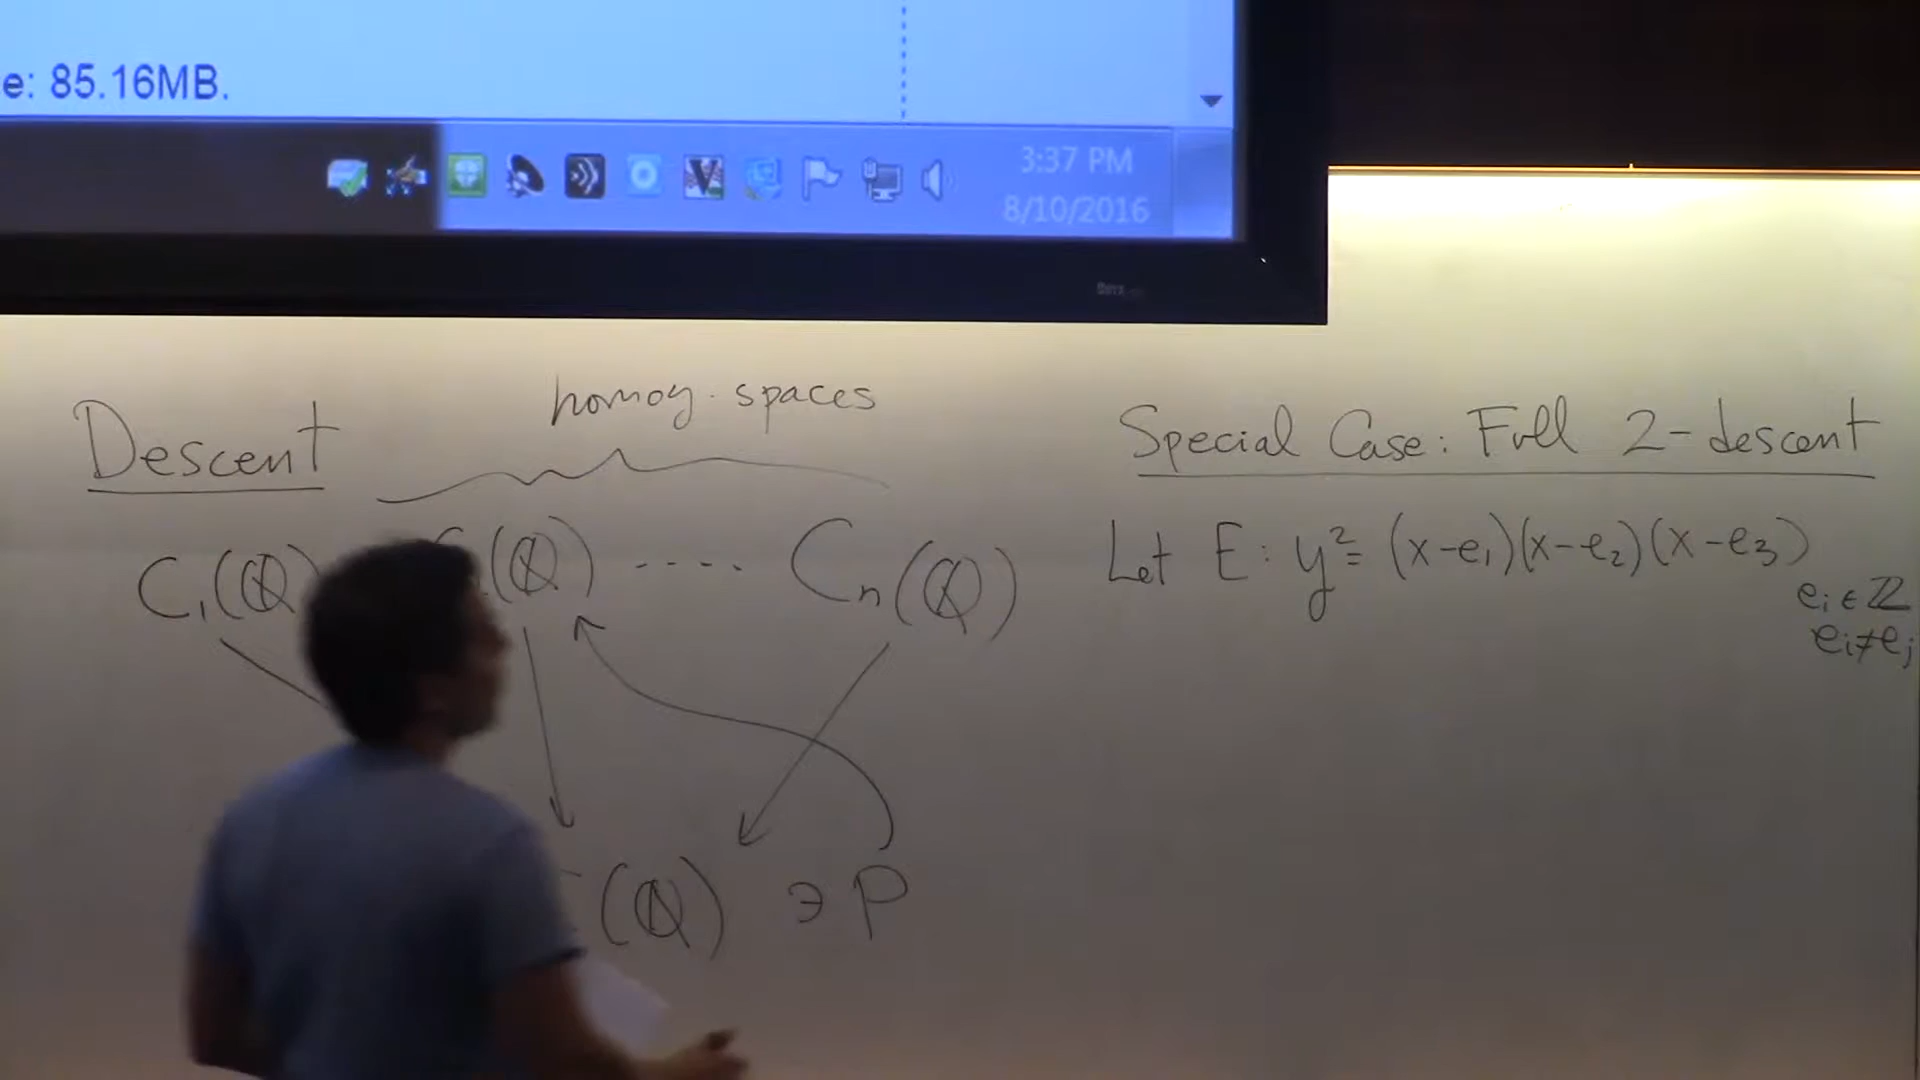 e: 85.16MB.
3:37 PM
8/10/2016
Descent
homog. spaces
C₁(ℚ) (ℚ) ..... Cₙ(ℚ)
(ℚ) ∋ P
Special Case: Full 2-descent
Let E: y² = (x-e₁)(x-e₂)(x-e₃)
eᵢ ∈ ℤ
eᵢ ≠ eⱼ